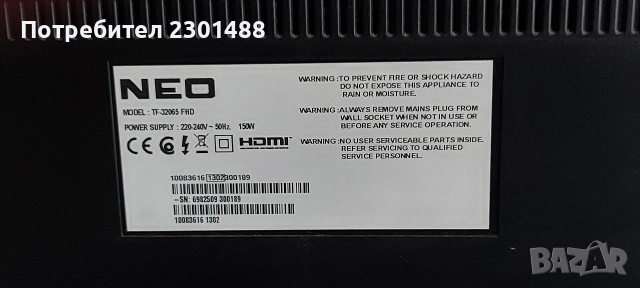 Потребител 2301488
NEO
MODEL : TF-32065 FHD
POWER SUPPLY : 220-240V ~ 50Hz. 150W
CE HDMI
WARNING :TO PREVENT FIRE OR SHOCK HAZARD
DO NOT EXPOSE THIS APPLIANCE TO
RAIN OR MOISTURE.
WARNING :ALWAYS REMOVE MAINS PLUG FROM
WALL SOCKET WHEN NOT IN USE OR
BEFORE ANY SERVICE OPERATION.
WARNING :NO USER SERVICEABLE PARTS INSIDE.
REFER SERVICING TO QUALIFIED
SERVICE PERSONNEL.
10083616 1302 300189
-SN: 6982509 300189
10083616 1302
BAZAR